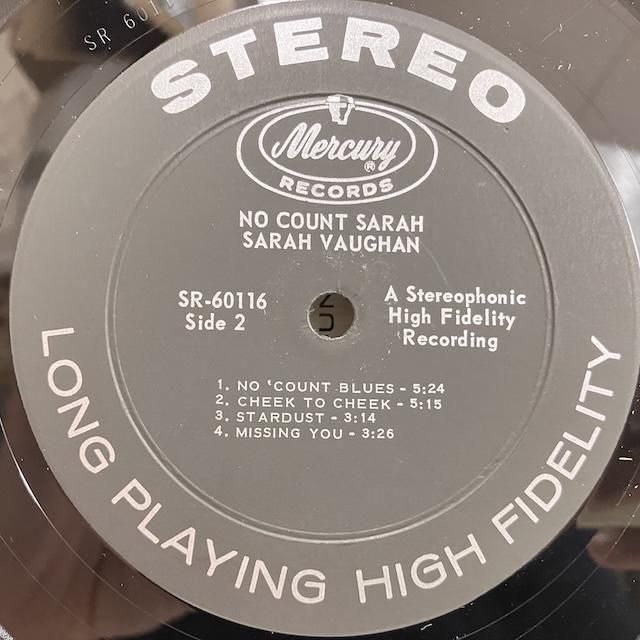 SR 601
STEREO
Mercury®
RECORDS
NO COUNT SARAH
SARAH VAUGHAN
SR-60116
Side 2
A Stereophonic
High Fidelity
Recording
1. NO ‘COUNT BLUES - 5:24
2. CHEEK TO CHEEK - 5:15
3. STARDUST - 3:14
4. MISSING YOU - 3:26
LONG PLAYING HIGH FIDELITY